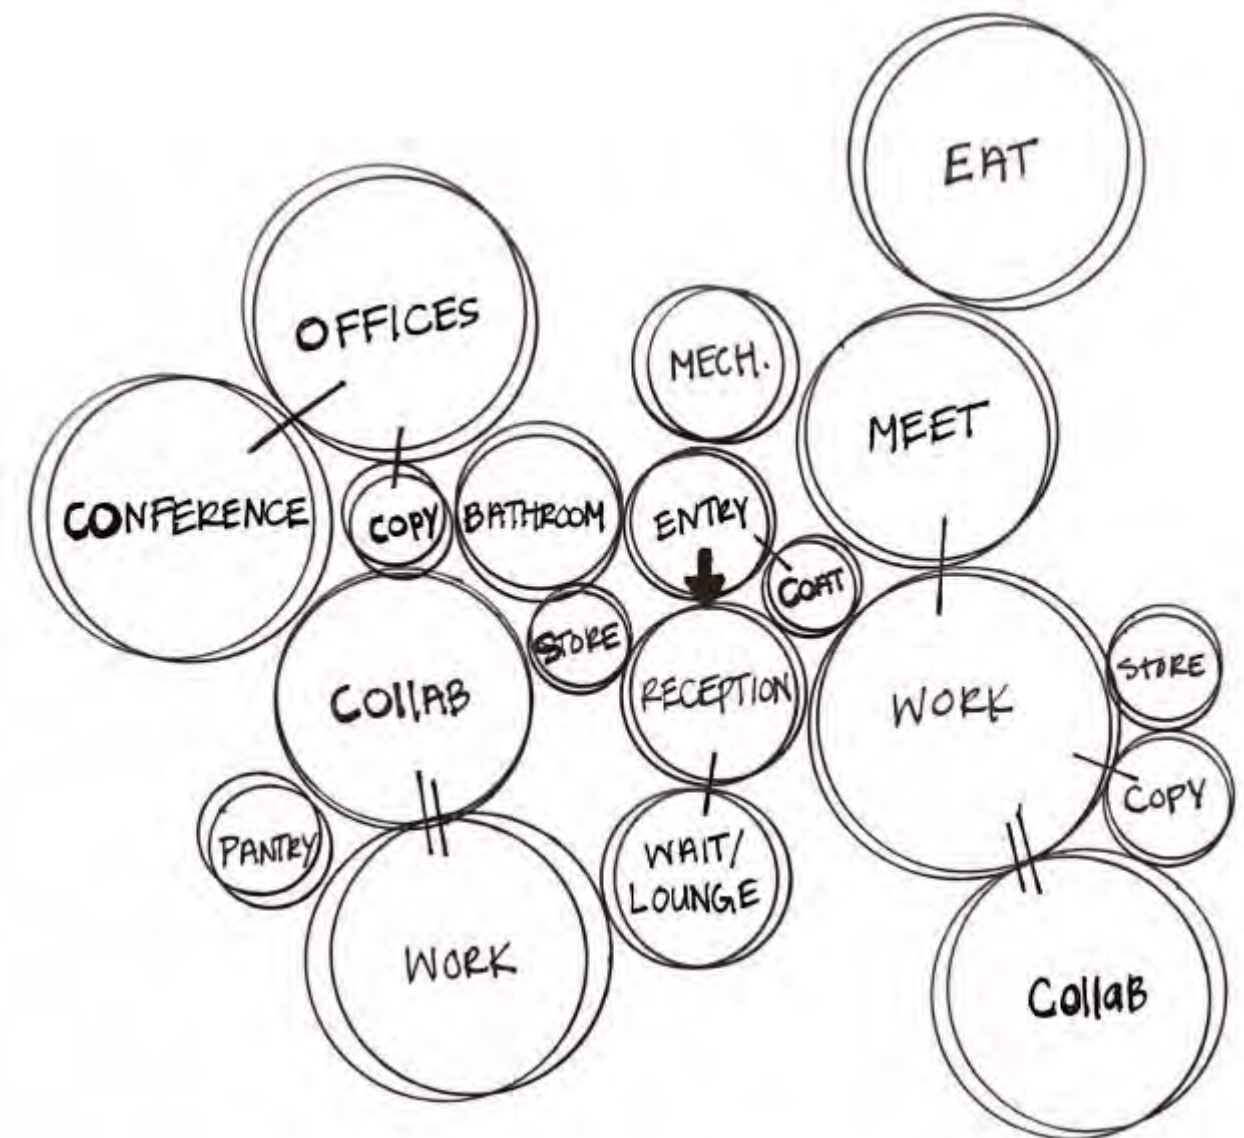 EAT
OFFICES
MECH.
MEET
CONFERENCE
COPY
BATHROOM
ENTRY
COAT
STORE
COllAB
RECEPTION
WORK
STORE
COPY
PANTRY
WAIT/
LOUNGE
WORK
CollaB